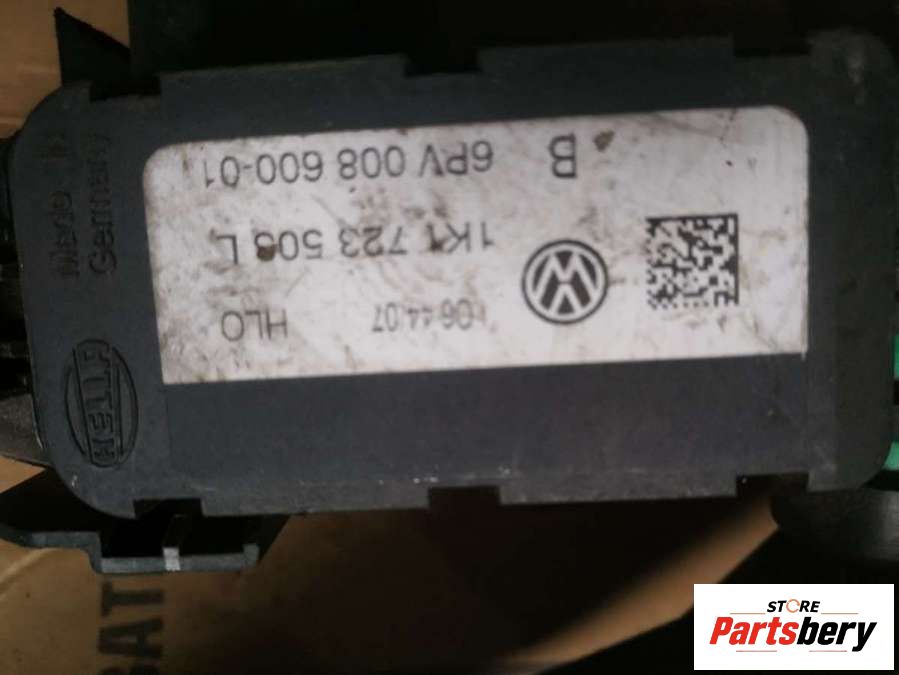 HLO 06.44.07
1K1 723 503 L
6PV 008 600-01 B
Made in
Germany
HELLA
STORE
Partsbery